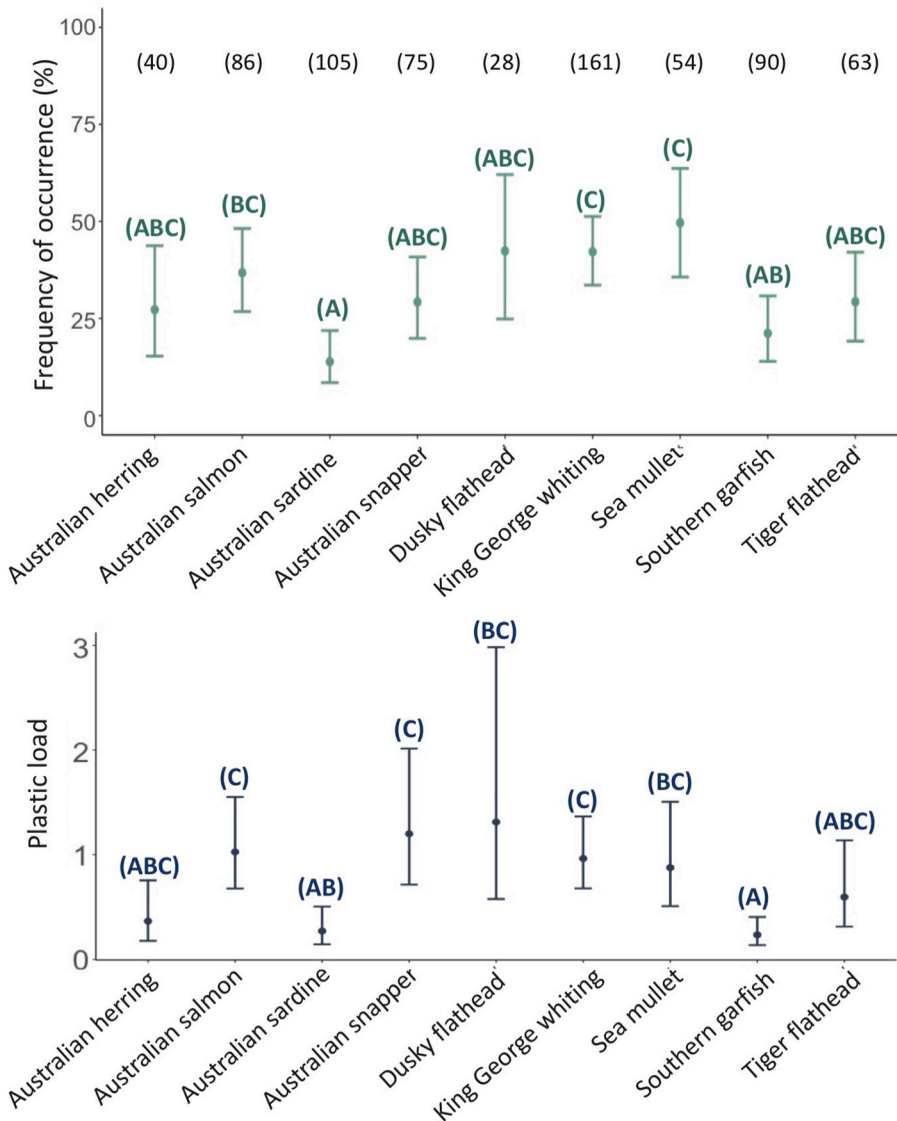 Frequency of occurrence (%)
100
75
50
25
0
(40) (86) (105) (75) (28) (161) (54) (90) (63)
(ABC) (BC) (A) (ABC) (ABC) (C) (C) (AB) (ABC)
Australian herring
Australian salmon
Australian sardine
Australian snapper
Dusky flathead
King George whiting
Sea mullet
Southern garfish
Tiger flathead
Plastic load
3
2
1
0
(ABC) (C) (AB) (C) (BC) (C) (BC) (A) (ABC)
Australian herring
Australian salmon
Australian sardine
Australian snapper
Dusky flathead
King George whiting
Sea mullet
Southern garfish
Tiger flathead